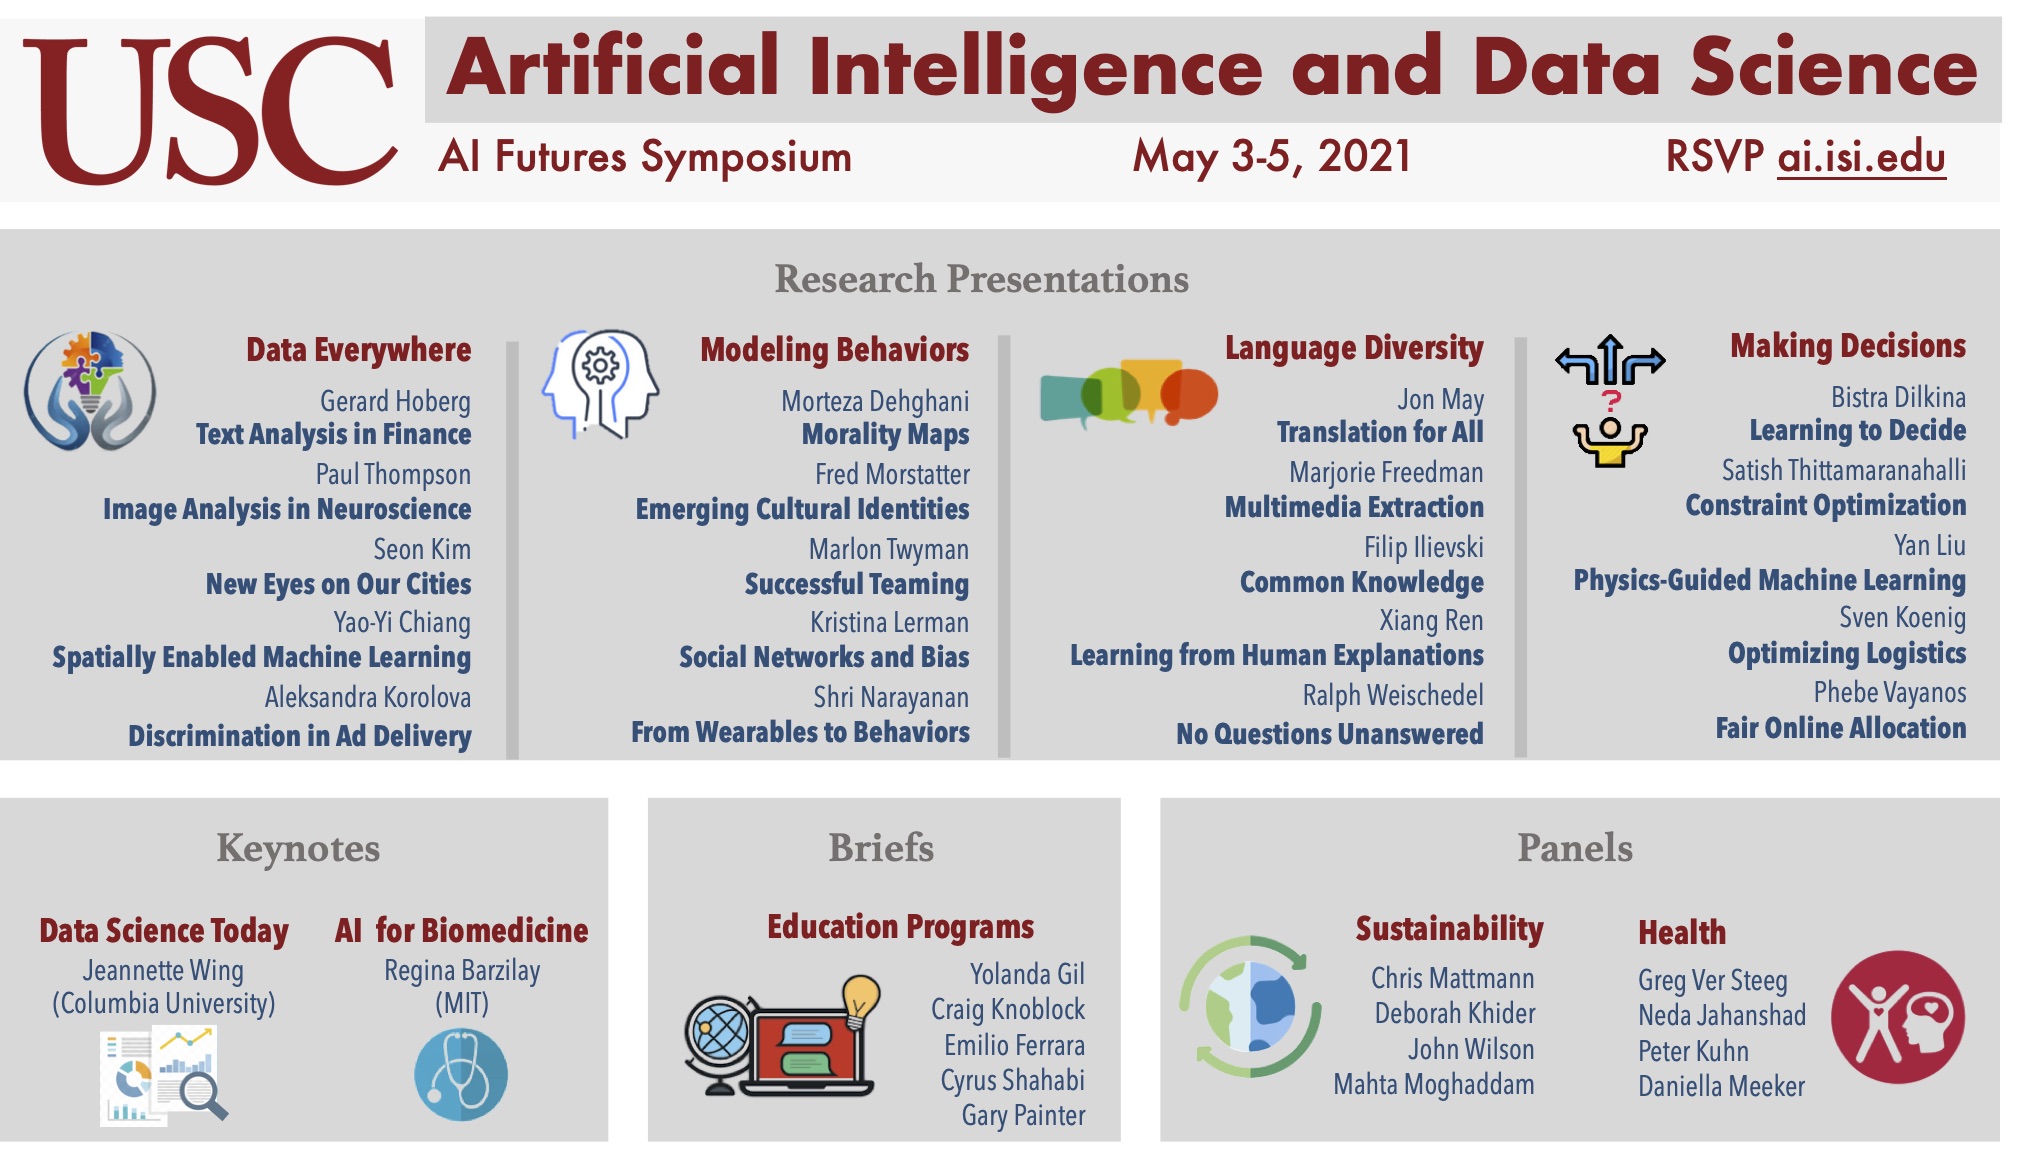 USC
Artificial Intelligence and Data Science
AI Futures Symposium May 3-5, 2021 RSVP ai.isi.edu
Research Presentations
Data Everywhere
Gerard Hoberg
Text Analysis in Finance
Paul Thompson
Image Analysis in Neuroscience
Seon Kim
New Eyes on Our Cities
Yao-Yi Chiang
Spatially Enabled Machine Learning
Aleksandra Korolova
Discrimination in Ad Delivery
Modeling Behaviors
Morteza Dehghani
Morality Maps
Fred Morstatter
Emerging Cultural Identities
Marlon Twyman
Successful Teaming
Kristina Lerman
Social Networks and Bias
Shri Narayanan
From Wearables to Behaviors
Language Diversity
Jon May
Translation for All
Marjorie Freedman
Multimedia Extraction
Filip Ilievski
Common Knowledge
Xiang Ren
Learning from Human Explanations
Ralph Weischedel
No Questions Unanswered
?
Making Decisions
Bistra Dilkina
Learning to Decide
Satish Thittamaranahalli
Constraint Optimization
Yan Liu
Physics-Guided Machine Learning
Sven Koenig
Optimizing Logistics
Phebe Vayanos
Fair Online Allocation
Keynotes
Data Science Today
Jeannette Wing
(Columbia University)
AI for Biomedicine
Regina Barzilay
(MIT)
Briefs
Education Programs
Yolanda Gil
Craig Knoblock
Emilio Ferrara
Cyrus Shahabi
Gary Painter
Panels
Sustainability
Chris Mattmann
Deborah Khider
John Wilson
Mahta Moghaddam
Health
Greg Ver Steeg
Neda Jahanshad
Peter Kuhn
Daniella Meeker